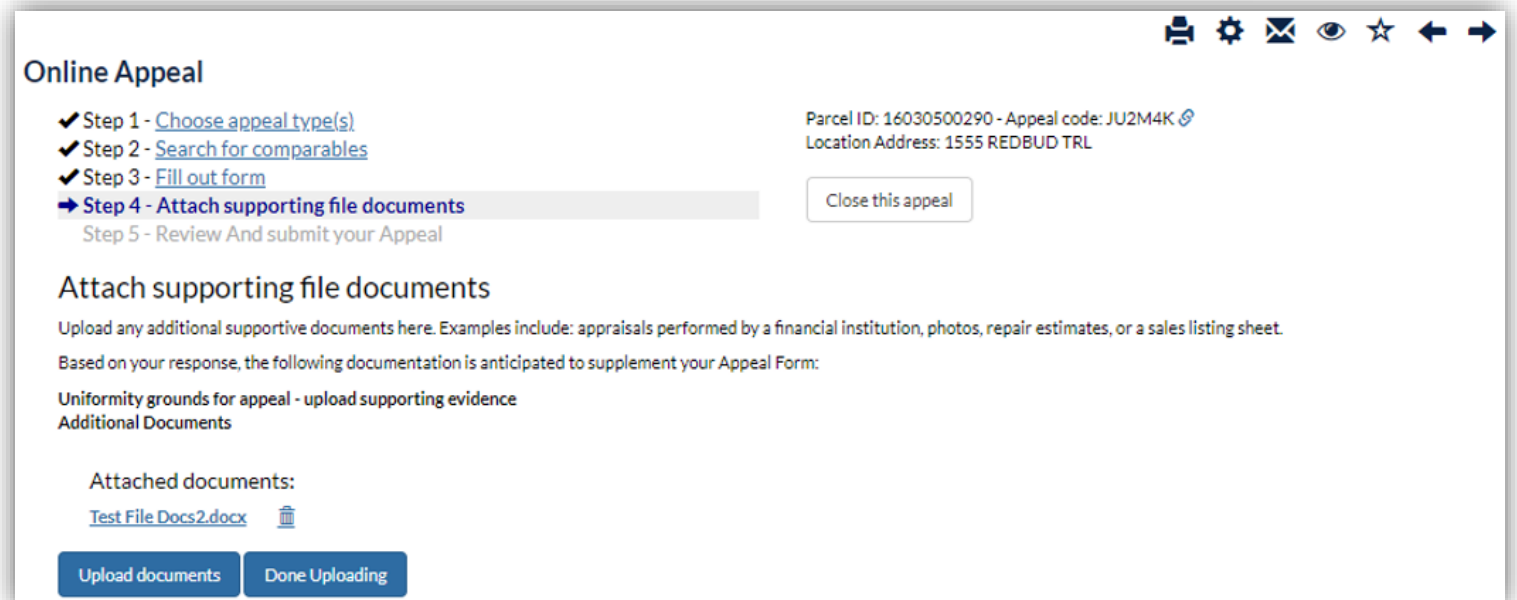 Online Appeal
Step 1 - Choose appeal type(s)
Step 2 - Search for comparables
Step 3 - Fill out form
Step 4 - Attach supporting file documents
Step 5 - Review And submit your Appeal
Parcel ID: 16030500290 - Appeal code: JU2M4K
Location Address: 1555 REDBUD TRL
Close this appeal
Attach supporting file documents
Upload any additional supportive documents here. Examples include: appraisals performed by a financial institution, photos, repair estimates, or a sales listing sheet.
Based on your response, the following documentation is anticipated to supplement your Appeal Form:
Uniformity grounds for appeal - upload supporting evidence
Additional Documents
Attached documents:
Test File Docs2.docx
Upload documents
Done Uploading